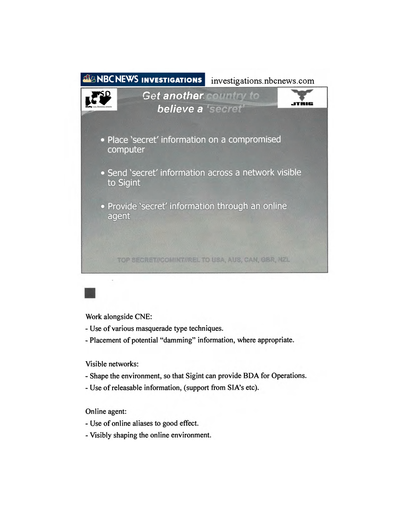 NBC NEWS INVESTIGATIONS investigations.nbcnews.com
Get another country to
believe a 'secret'
JTRIG
• Place 'secret' information on a compromised
computer
• Send 'secret' information across a network visible
to Sigint
• Provide 'secret' information through an online
agent
TOP SECRET//COMINT//REL TO USA, AUS, CAN, GBR, NZL
Work alongside CNE:
- Use of various masquerade type techniques.
- Placement of potential "damming" information, where appropriate.
Visible networks:
- Shape the environment, so that Sigint can provide BDA for Operations.
- Use of releasable information, (support from SIA's etc).
Online agent:
- Use of online aliases to good effect.
- Visibly shaping the online environment.